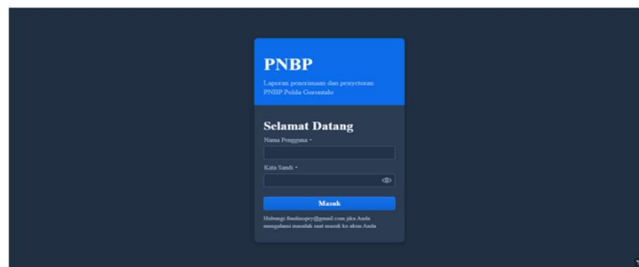 PNBP
Laporan penerimaan dan penyetoran
PNBP Polda Gorontalo
Selamat Datang
Nama Pengguna *
Kata Sandi *
Masuk
Hubungi jika Anda
mengalami masalah saat masuk ke akun Anda